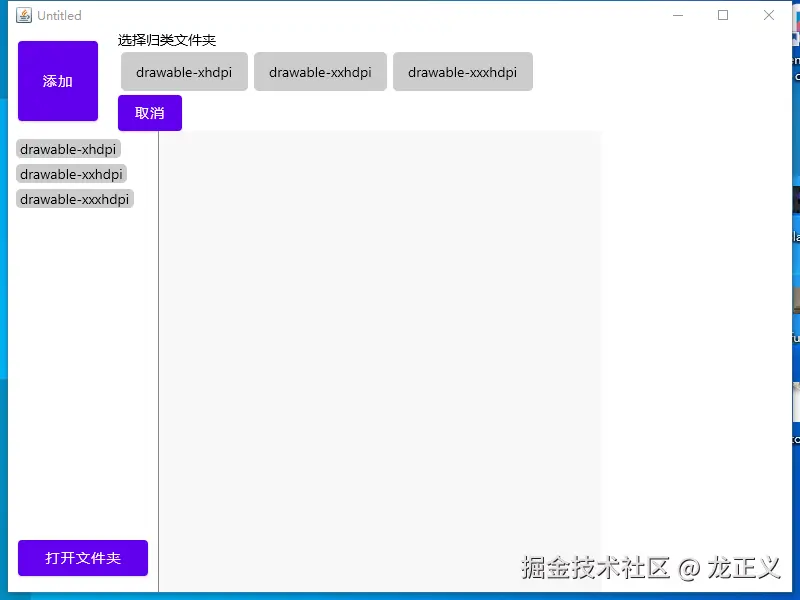 Untitled
选择归类文件夹
添加
drawable-xhdpi drawable-xxhdpi drawable-xxxhdpi
取消
drawable-xhdpi
drawable-xxhdpi
drawable-xxxhdpi
打开文件夹
掘金技术社区 @ 龙正义